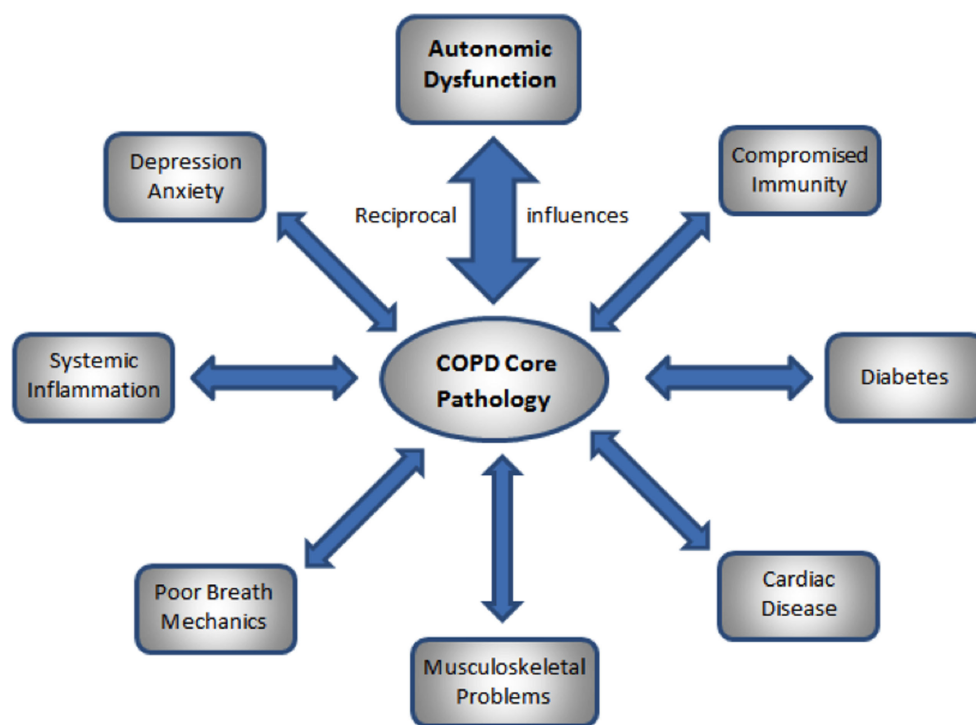 Autonomic
Dysfunction
Depression
Anxiety
Compromised
Immunity
Reciprocal influences
Systemic
Inflammation
COPD Core
Pathology
Diabetes
Poor Breath
Mechanics
Cardiac
Disease
Musculoskeletal
Problems